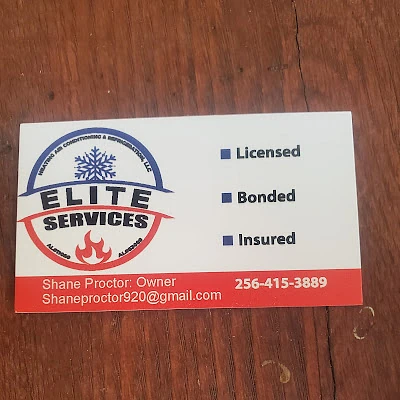 HEATING AIR CONDITIONING & REFRIGERATION, LLC
ELITE
SERVICES
Licensed
Bonded
Insured
Shane Proctor: Owner
Shaneproctor920@gmail.com
256-415-3889